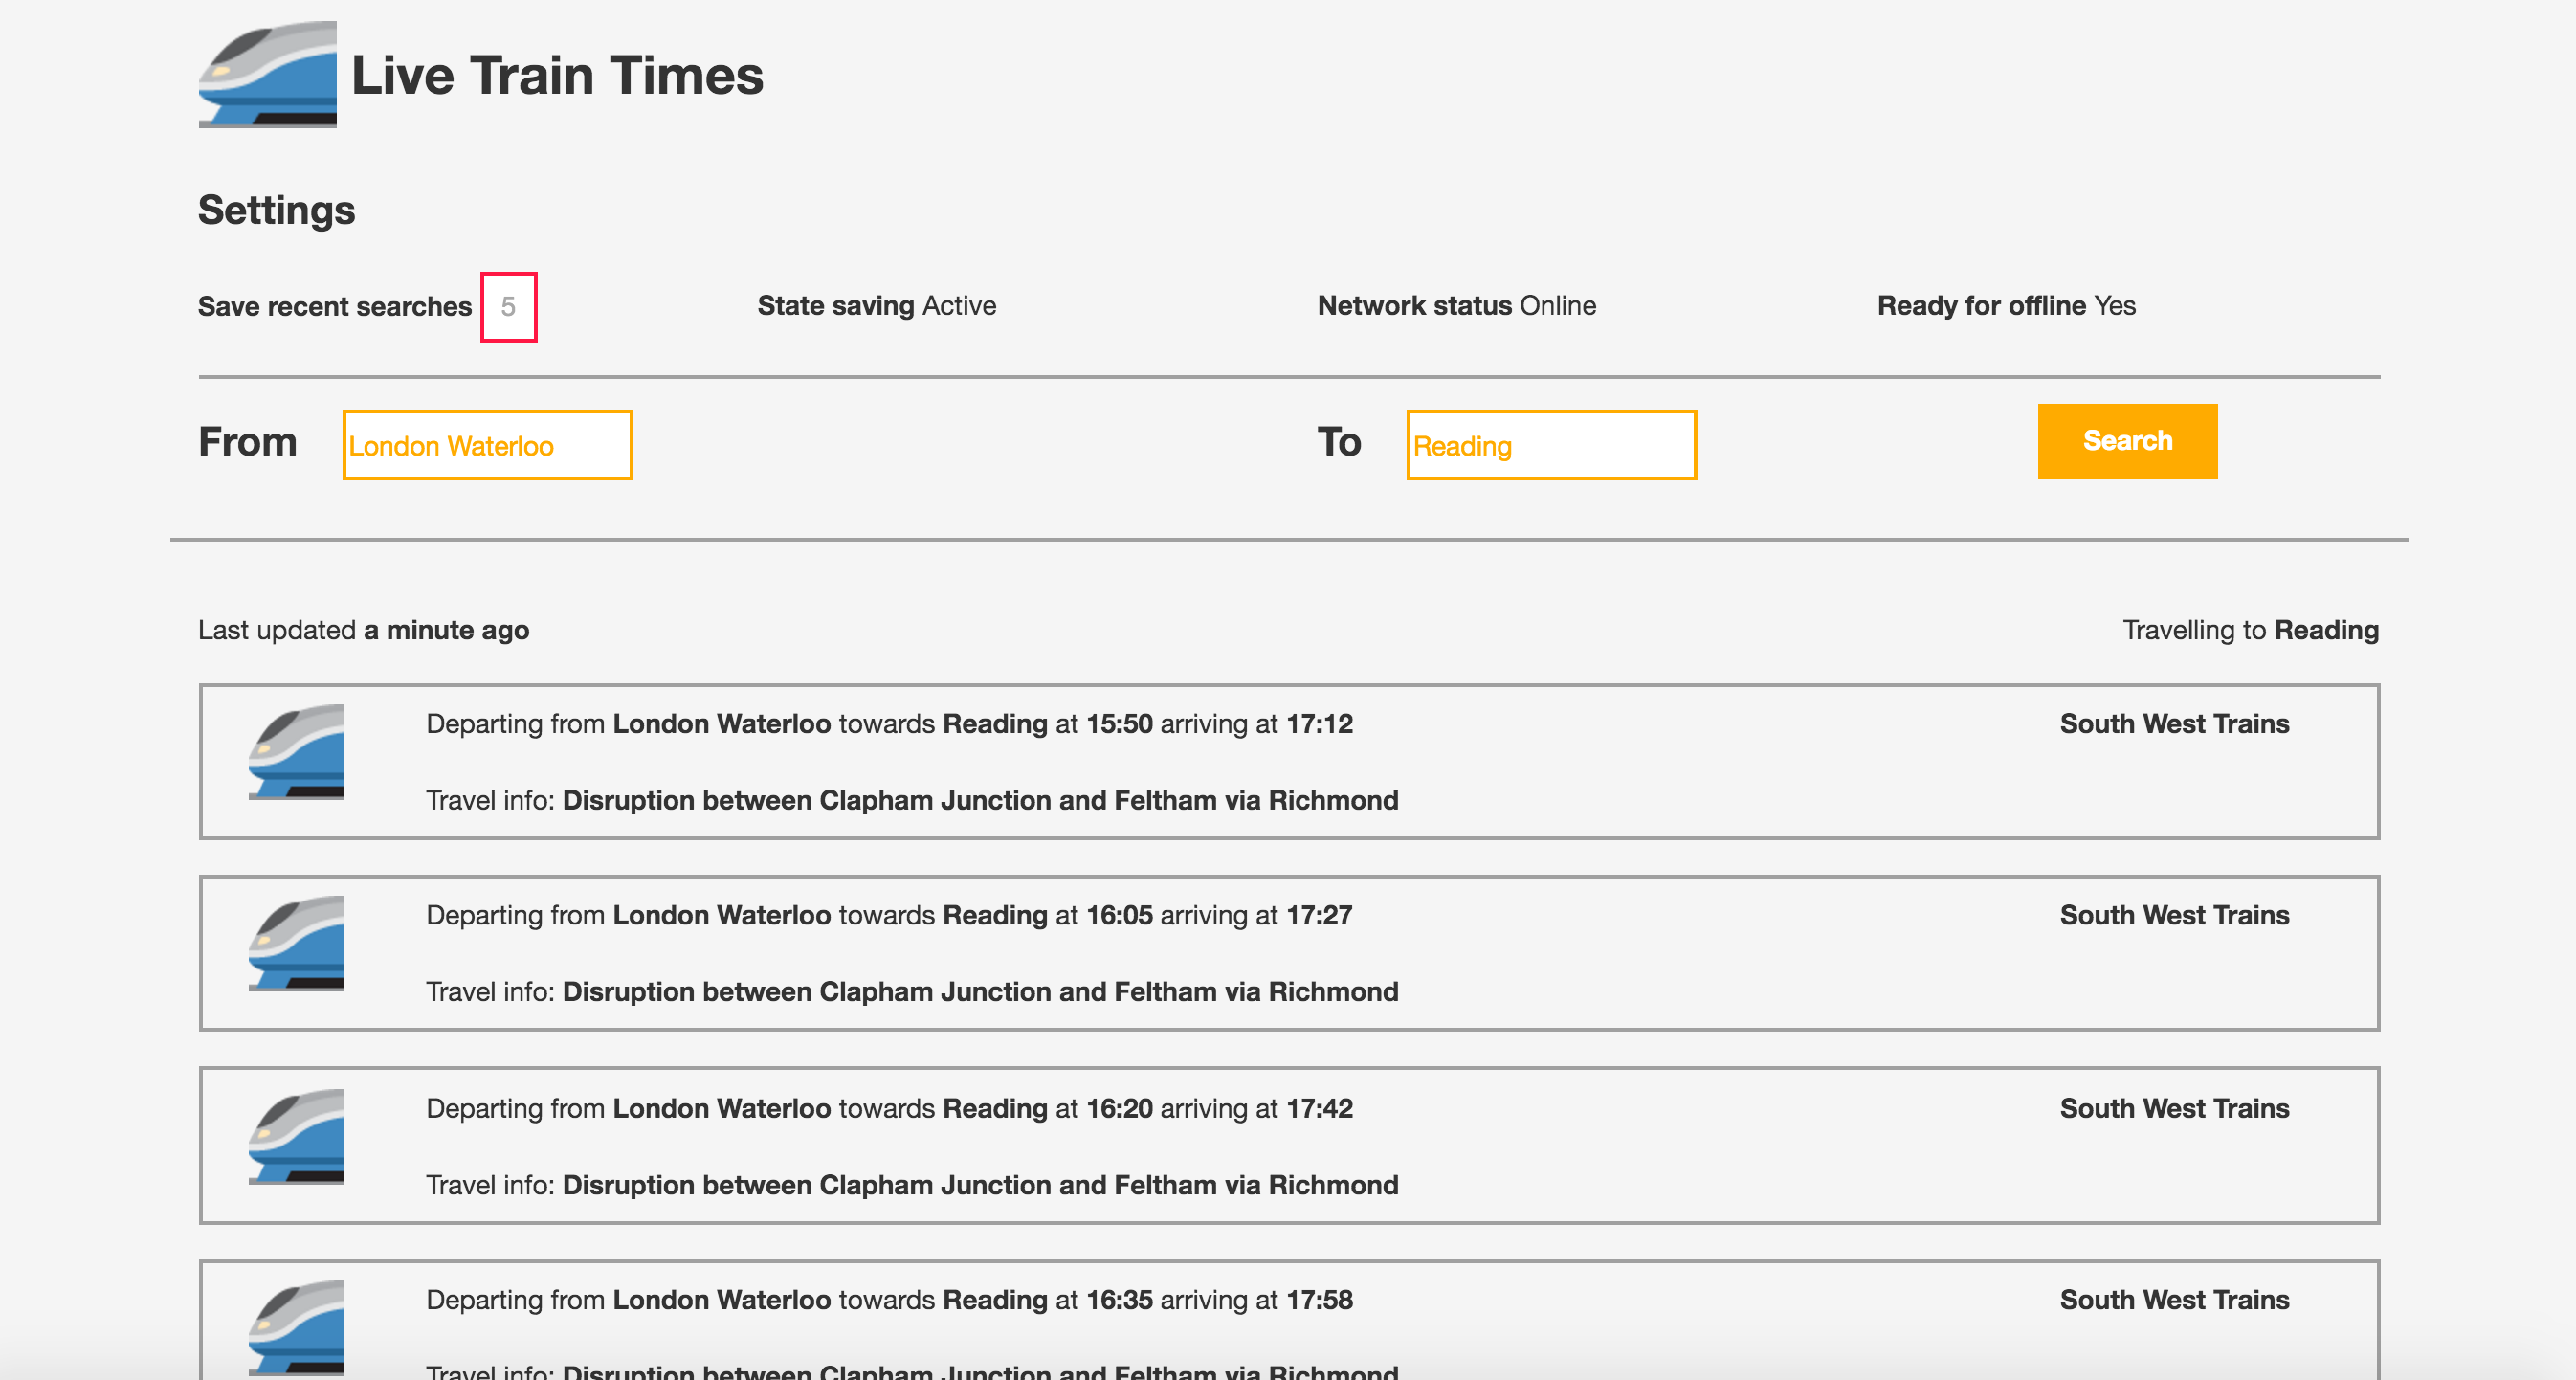 Live Train Times
Settings
Save recent searches 5 State saving Active Network status Online Ready for offline Yes
From London Waterloo To Reading Search
Last updated a minute ago Travelling to Reading
Departing from London Waterloo towards Reading at 15:50 arriving at 17:12 South West Trains
Travel info: Disruption between Clapham Junction and Feltham via Richmond
Departing from London Waterloo towards Reading at 16:05 arriving at 17:27 South West Trains
Travel info: Disruption between Clapham Junction and Feltham via Richmond
Departing from London Waterloo towards Reading at 16:20 arriving at 17:42 South West Trains
Travel info: Disruption between Clapham Junction and Feltham via Richmond
Departing from London Waterloo towards Reading at 16:35 arriving at 17:58 South West Trains
Travel info: Disruption between Clapham Junction and Feltham via Richmond